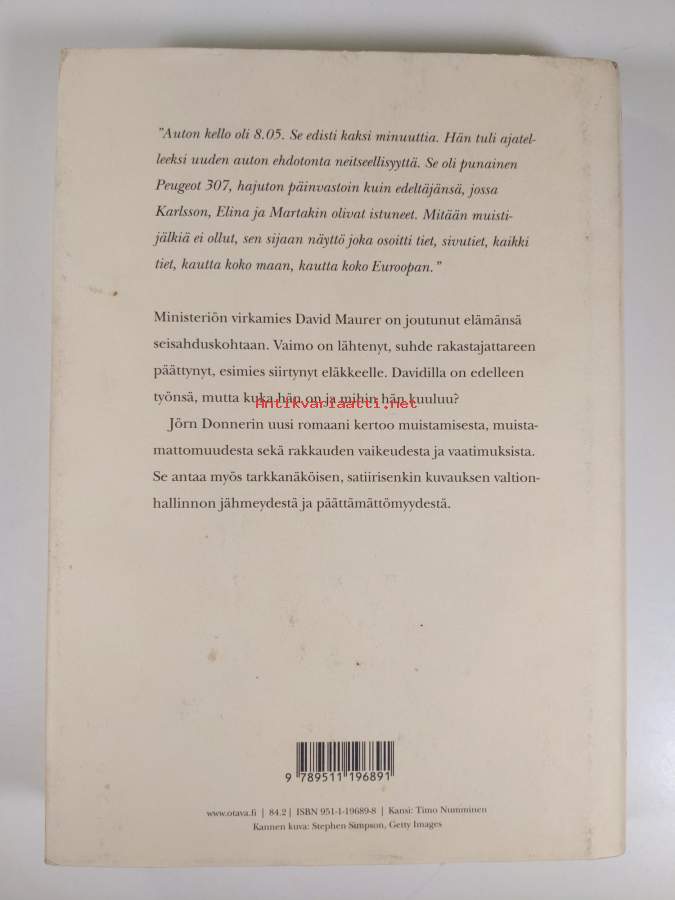 ”Auton kello oli 8.05. Se edisti kaksi minuuttia. Hän tuli ajatel-
leeksi uuden auton ehdotonta neitseellisyyttä. Se oli punainen
Peugeot 307, hajuton päinvastoin kuin edeltäjänsä, jossa
Karlsson, Elina ja Martakin olivat istuneet. Mitään muisti-
jälkiä ei ollut, sen sijaan näyttö joka osoitti tiet, sivutiet, kaikki
tiet, kautta koko maan, kautta koko Euroopan.”
Ministeriön virkamies David Maurer on joutunut elämänsä
seisahduskohtaan. Vaimo on lähtenyt, suhde rakastajattareen
päättynyt, esimies siirtynyt eläkkeelle. Davidilla on edelleen
työnsä, mutta kuka hän on ja mihin hän kuuluu?
Antikvariaatti.net
Jörn Donnerin uusi romaani kertoo muistamisesta, muista-
mattomuudesta sekä rakkauden vaikeudesta ja vaatimuksista.
Se antaa myös tarkkanäköisen, satiirisenkin kuvauksen valtion-
hallinnon jähmeydestä ja päättämättömyydestä.
9 789511 196891
www.otava.fi | 84.2 | ISBN 951-1-19689-8 | Kansi: Timo Numminen
Kannen kuva: Stephen Simpson, Getty Images